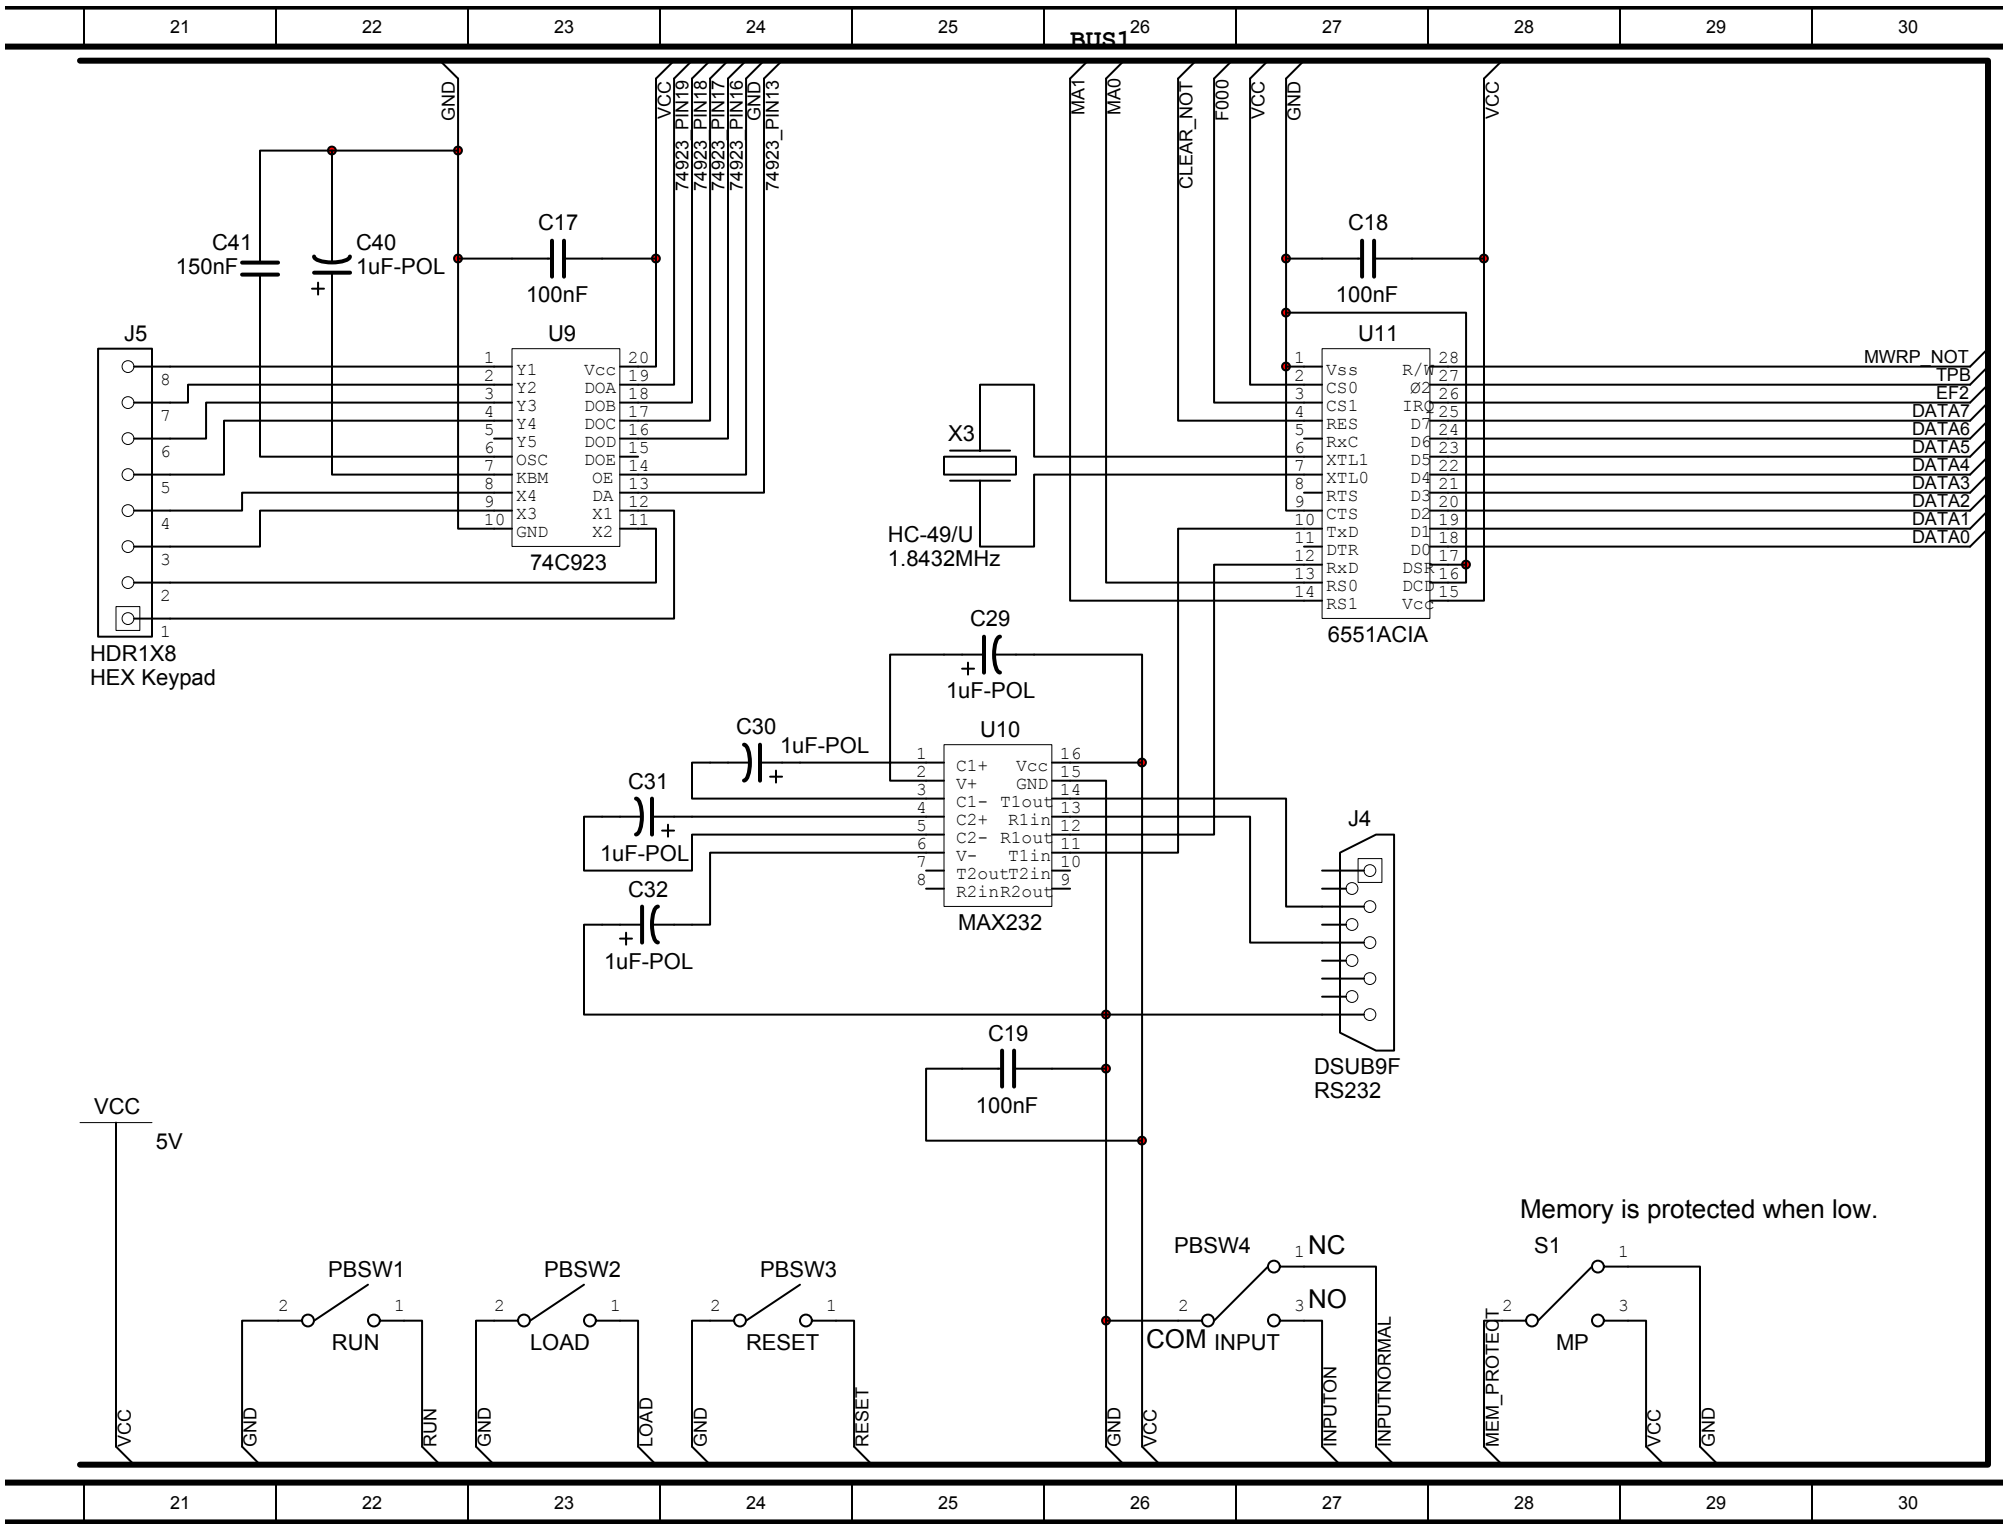 21 22 23 24 25 26 27 28 29 30
BUS1
GND VCC 74923_PIN19 74923_PIN18 74923_PIN17 74923_PIN16 GND 74923_PIN13 MA1 MA0 CLEAR_NOT F000 VCC GND VCC
C41
150nF
C40
1uF-POL
+
C17
100nF
C18
100nF
J5
8
7
6
5
4
3
2
1
HDR1X8
HEX Keypad
U9
1 Y1 Vcc 20
2 Y2 DOA 19
3 Y3 DOB 18
4 Y4 DOC 17
5 Y5 DOD 16
6 OSC DOE 15
7 KBM OE 14
8 X4 DA 13
9 X3 X1 12
10 GND X2 11
74C923
X3
HC-49/U
1.8432MHz
U11
1 Vss R/W 28
2 CS0 Ø2 27
3 CS1 IRQ 26
4 RES D7 25
5 RxC D6 24
6 XTL1 D5 23
7 XTL0 D4 22
8 RTS D3 21
9 CTS D2 20
10 TxD D1 19
11 DTR D0 18
12 RxD DSR 17
13 RS0 DCD 16
14 RS1 Vcc 15
6551ACIA
MWRP_NOT
TPB
EF2
DATA7
DATA6
DATA5
DATA4
DATA3
DATA2
DATA1
DATA0
C29
+
1uF-POL
C30
1uF-POL
+
C31
+
1uF-POL
C32
+
1uF-POL
U10
1 C1+ Vcc 16
2 V+ GND 15
3 C1- T1out 14
4 C2+ R1in 13
5 C2- R1out 12
6 V- T1in 11
7 T2out T2in 10
8 R2in R2out 9
MAX232
J4
DSUB9F
RS232
C19
100nF
VCC
5V
Memory is protected when low.
PBSW1
2 1
RUN
PBSW2
2 1
LOAD
PBSW3
2 1
RESET
PBSW4
1 NC
2 3 NO
COM INPUT
S1
1
2 3
MP
VCC GND RUN GND LOAD GND RESET GND VCC INPUTON INPUTNORMAL MEM_PROTECT VCC GND
21 22 23 24 25 26 27 28 29 30